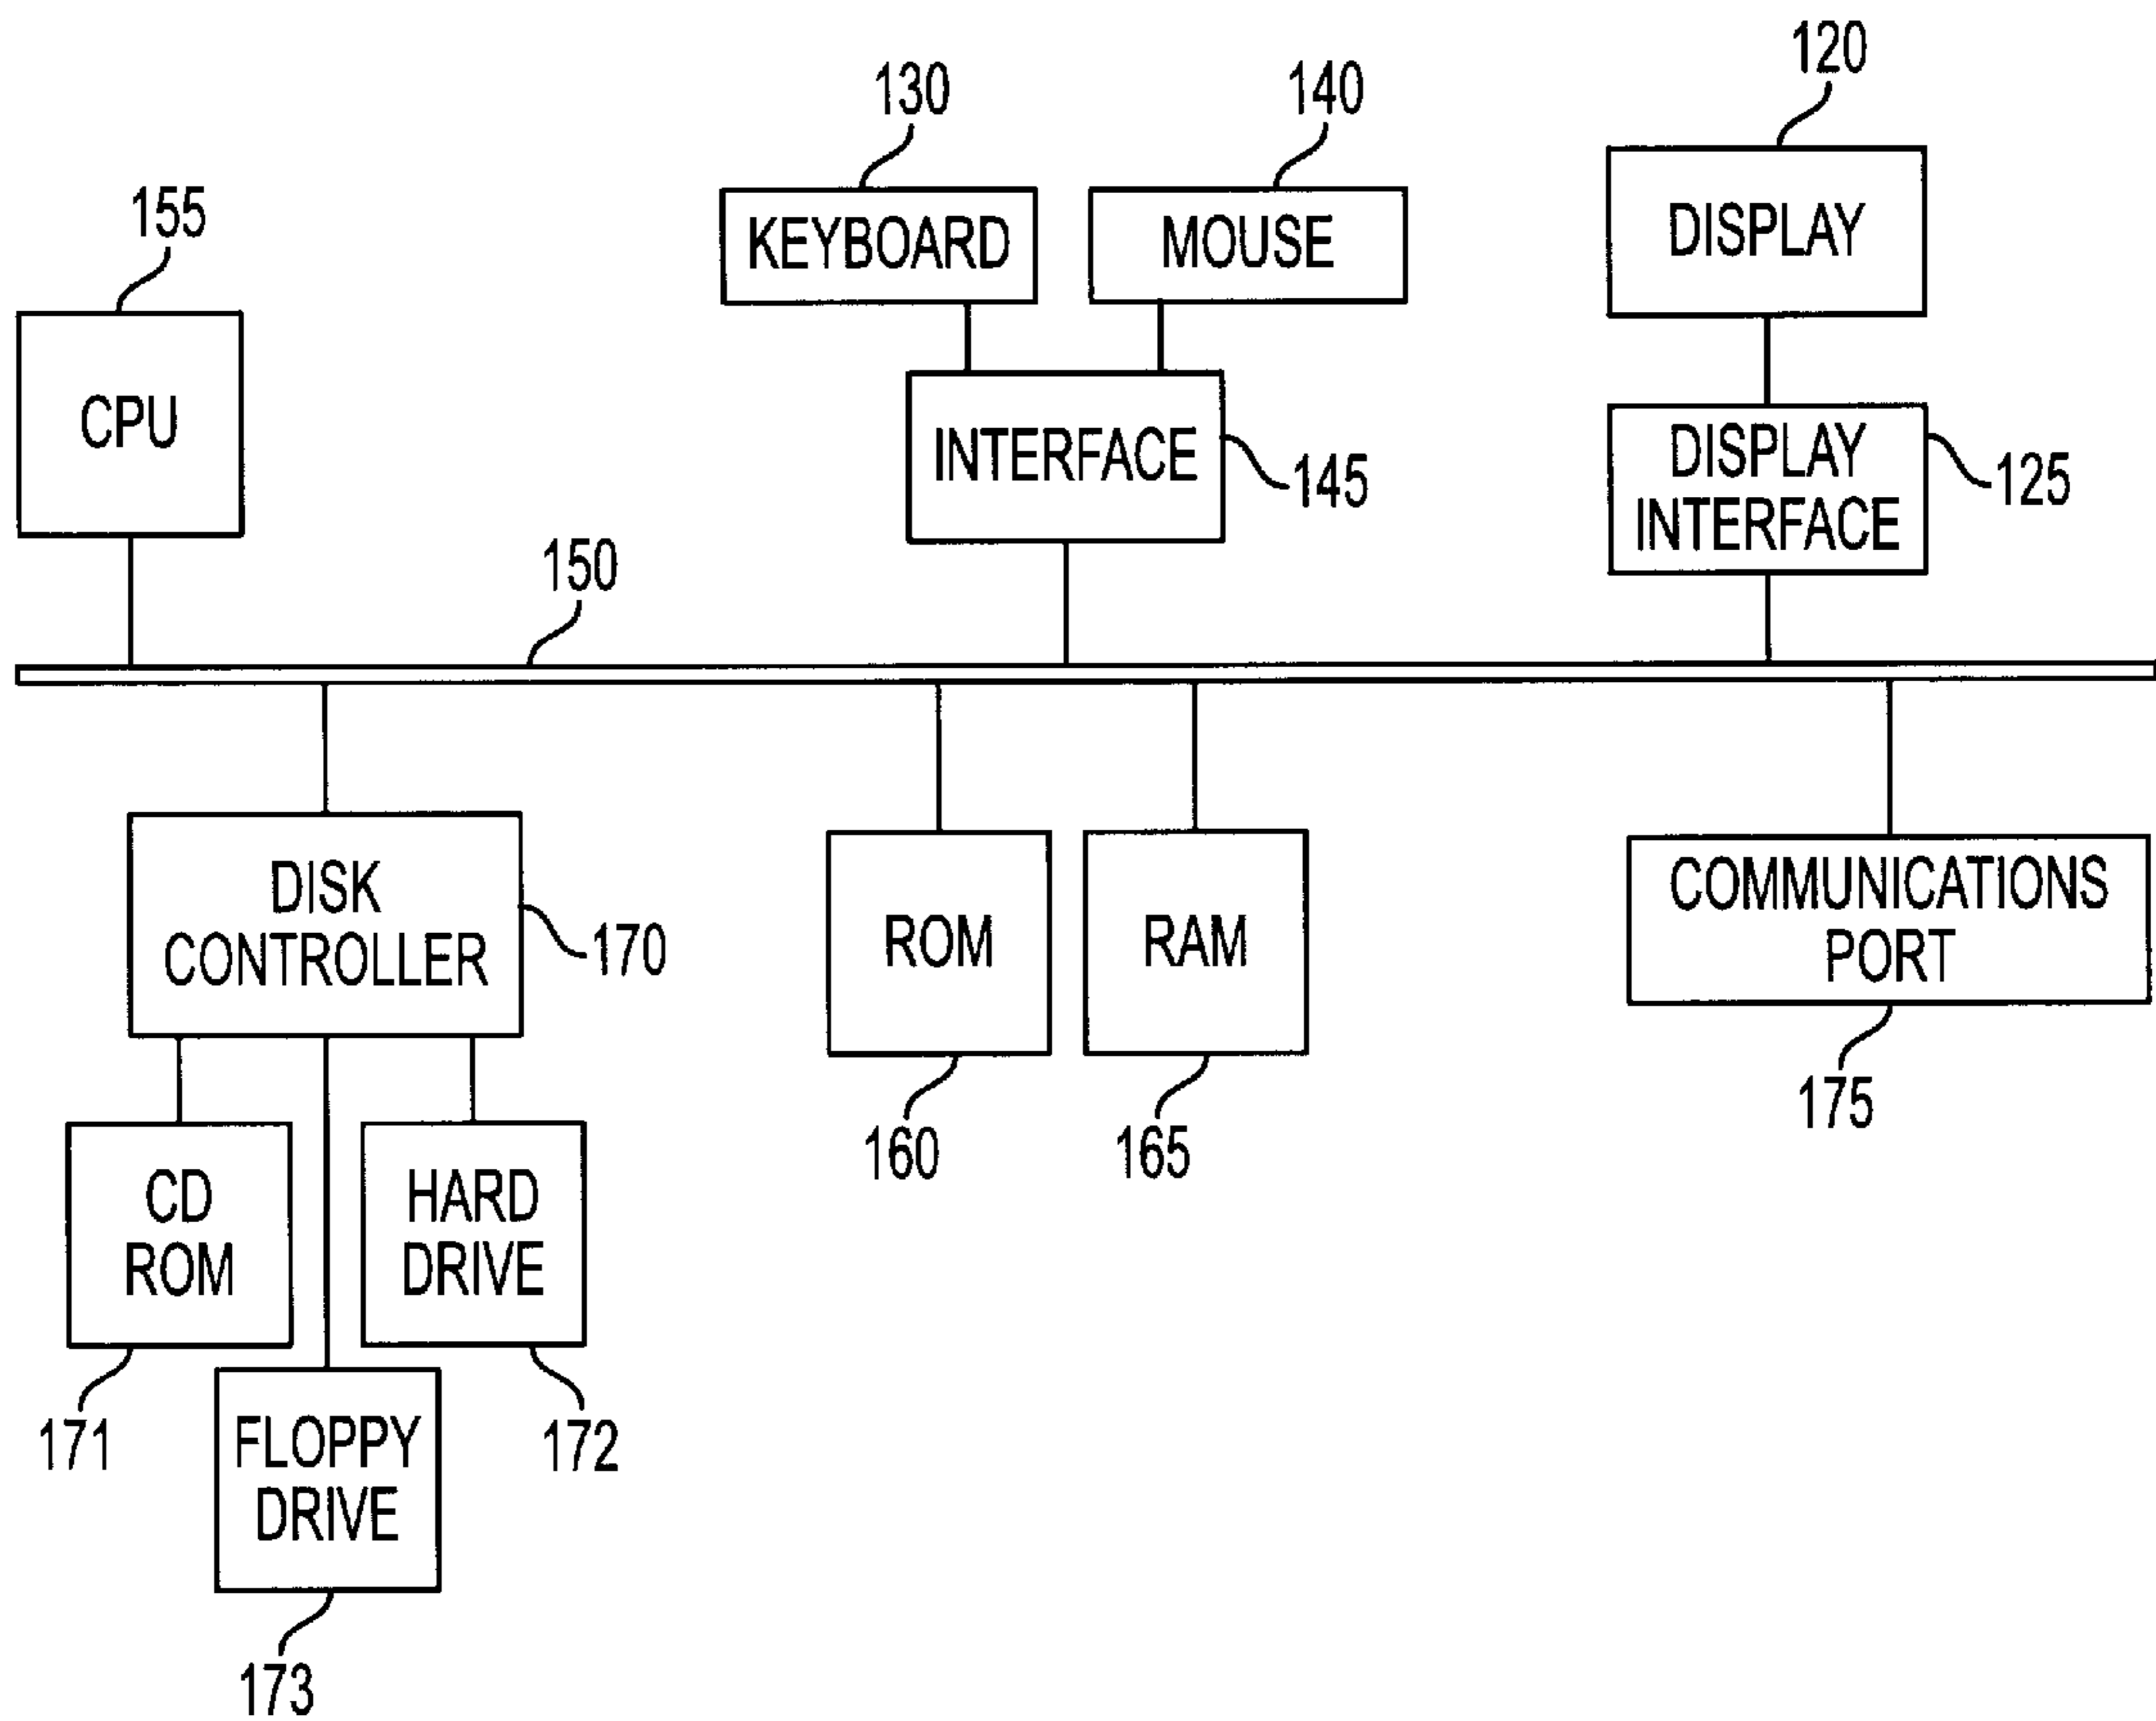 120
130
140
155
KEYBOARD
MOUSE
DISPLAY
CPU
INTERFACE
145
DISPLAY
INTERFACE
125
150
DISK
CONTROLLER
170
ROM
RAM
COMMUNICATIONS
PORT
160
165
175
CD
ROM
HARD
DRIVE
171
172
FLOPPY
DRIVE
173